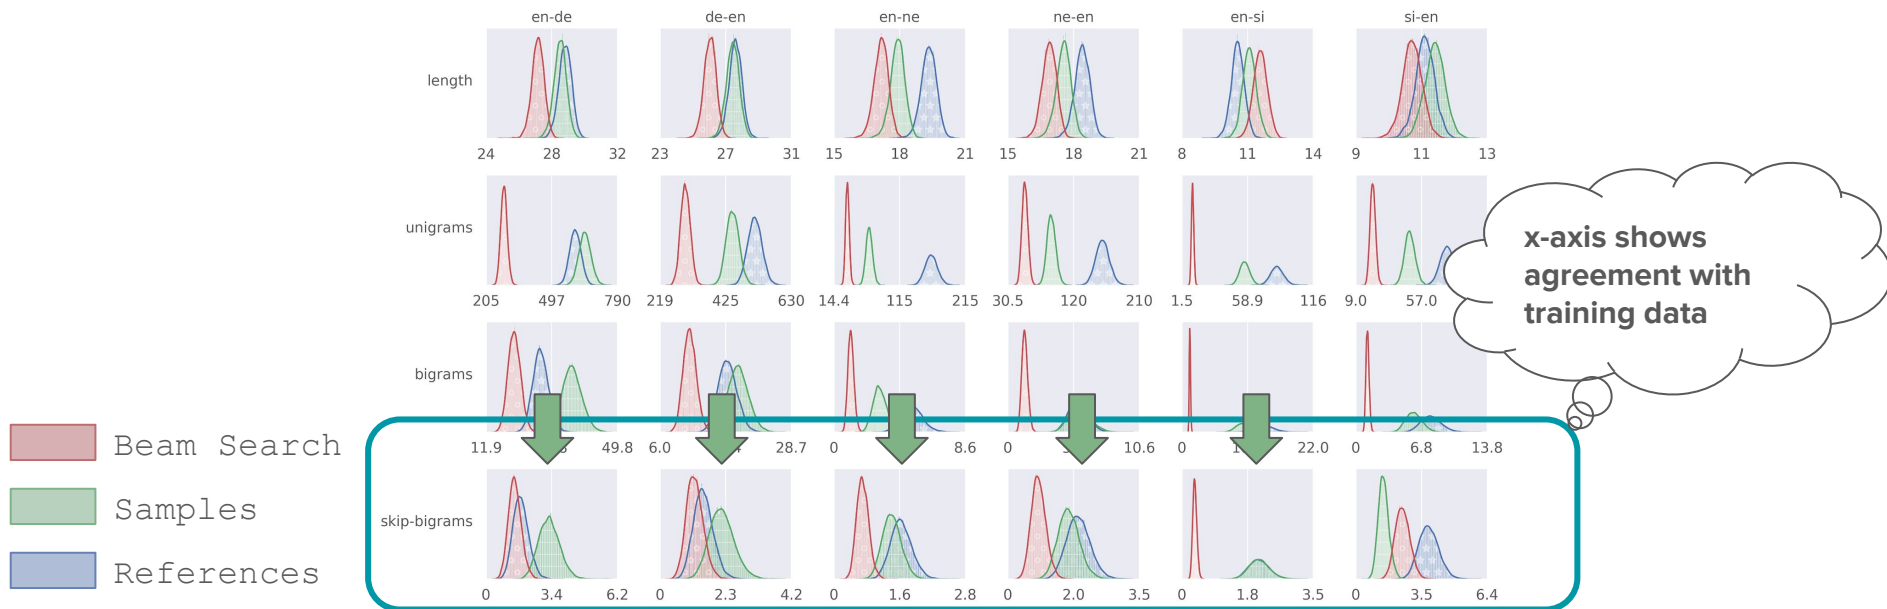 en-de de-en en-ne ne-en en-si si-en
length
24 28 32 23 27 31 15 18 21 15 18 21 8 11 14 9 11 13
unigrams
205 497 790 219 425 630 14.4 115 215 30.5 120 210 1.5 58.9 116 9.0 57.0
x-axis shows
agreement with
training data
bigrams
11.9 49.8 6.0 28.7 0 8.6 0 10.6 0 22.0 0 6.8 13.8
skip-bigrams
0 3.4 6.2 0 2.3 4.2 0 1.6 2.8 0 2.0 3.5 0 1.8 3.5 0 3.5 6.4
Beam Search
Samples
References